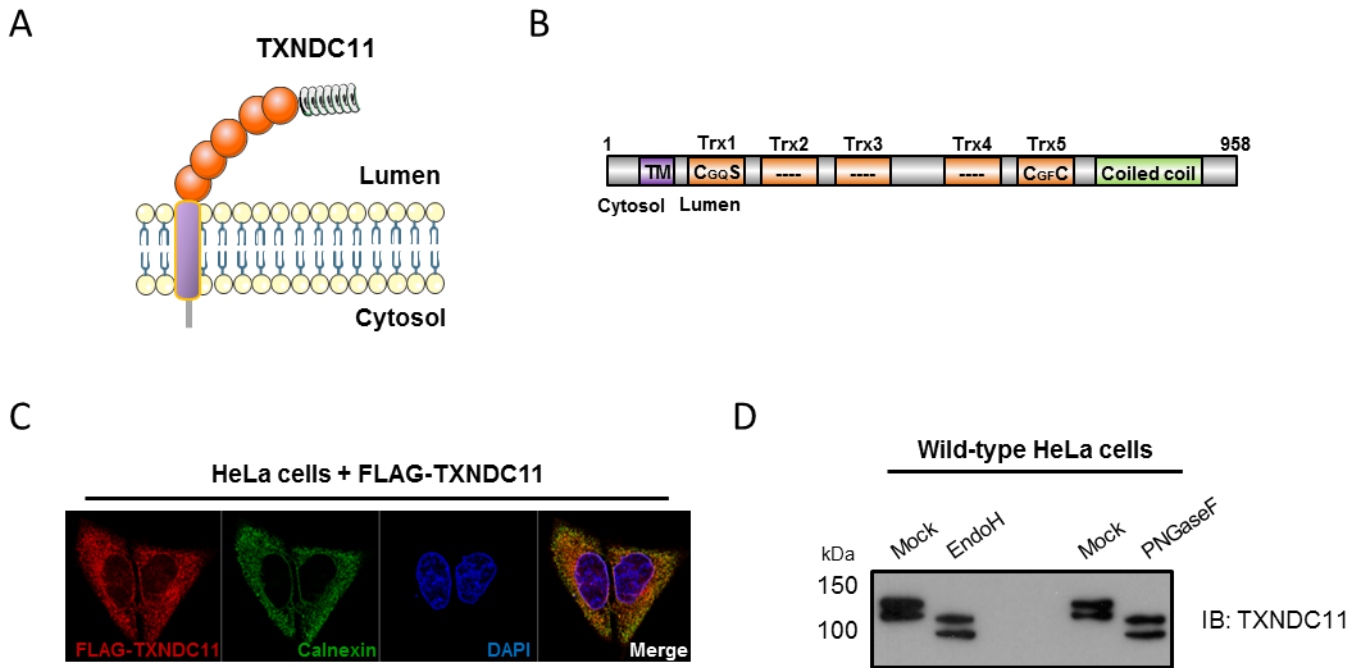 A
TXNDC11
Lumen
Cytosol
B
1 Trx1 Trx2 Trx3 Trx4 Trx5 958
TM CGQS ---- ---- ---- CGFC Coiled coil
Cytosol Lumen
C
HeLa cells + FLAG-TXNDC11
FLAG-TXNDC11 Calnexin DAPI Merge
D
Wild-type HeLa cells
Mock EndoH Mock PNGaseF
kDa
150
100
IB: TXNDC11